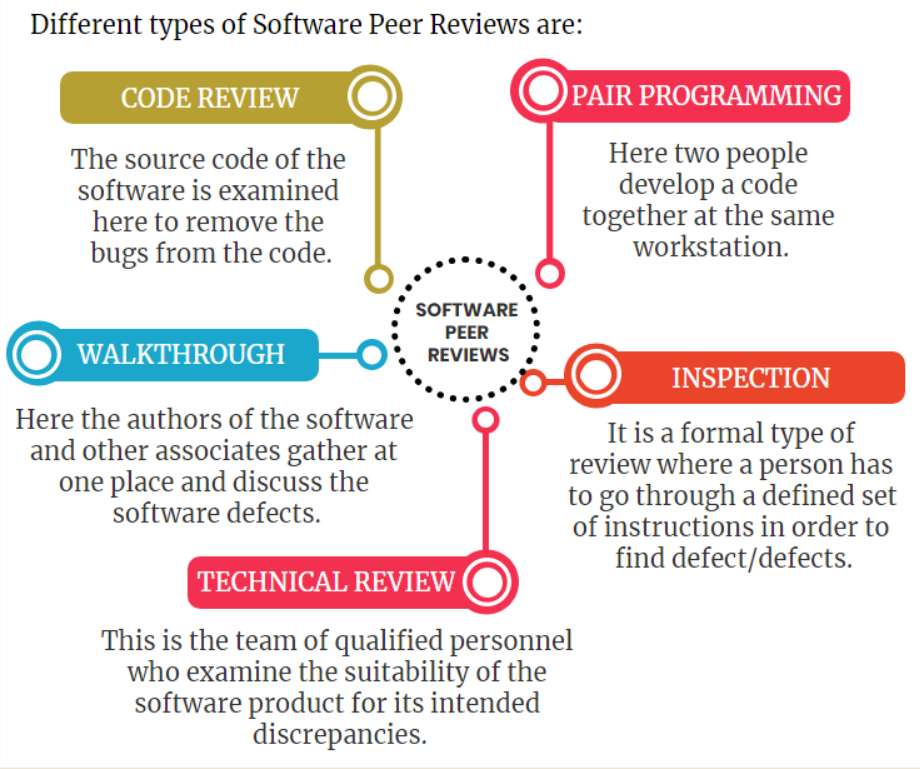 Different types of Software Peer Reviews are:
CODE REVIEW
The source code of the
software is examined
here to remove the
bugs from the code.
PAIR PROGRAMMING
Here two people
develop a code
together at the same
workstation.
SOFTWARE
PEER
REVIEWS
WALKTHROUGH
Here the authors of the software
and other associates gather at
one place and discuss the
software defects.
INSPECTION
It is a formal type of
review where a person has
to go through a defined set
of instructions in order to
find defect/defects.
TECHNICAL REVIEW
This is the team of qualified personnel
who examine the suitability of the
software product for its intended
discrepancies.